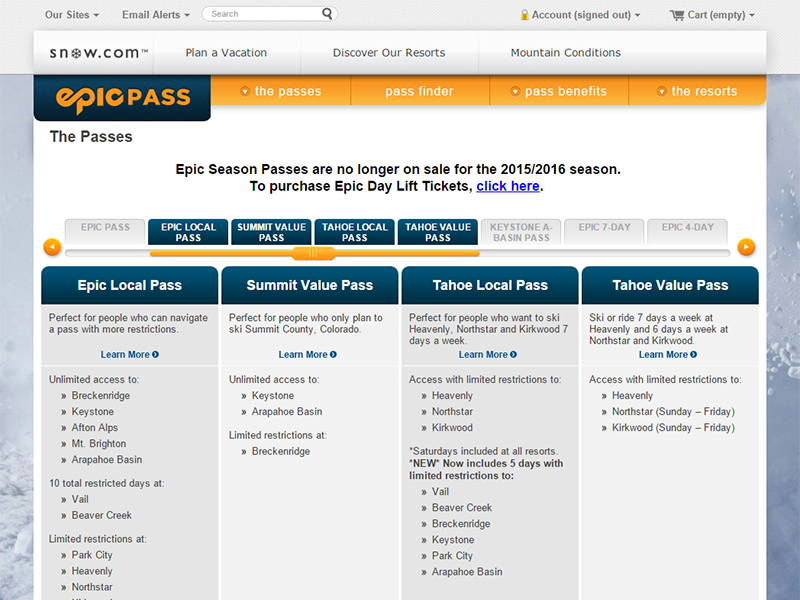 Our Sites Email Alerts Search Account (signed out) Cart (empty)
snow.com™ Plan a Vacation Discover Our Resorts Mountain Conditions
epic PASS the passes pass finder pass benefits the resorts
The Passes
Epic Season Passes are no longer on sale for the 2015/2016 season.
To purchase Epic Day Lift Tickets, click here.
EPIC PASS
EPIC LOCAL
PASS
SUMMIT VALUE
PASS
TAHOE LOCAL
PASS
TAHOE VALUE
PASS
KEYSTONE A-
BASIN PASS
EPIC 7-DAY
EPIC 4-DAY
Epic Local Pass
Perfect for people who can navigate
a pass with more restrictions.
Learn More
Unlimited access to:
» Breckenridge
» Keystone
» Afton Alps
» Mt. Brighton
» Arapahoe Basin
10 total restricted days at:
» Vail
» Beaver Creek
Limited restrictions at:
» Park City
» Heavenly
» Northstar
Summit Value Pass
Perfect for people who only plan to
ski Summit County, Colorado.
Learn More
Unlimited access to:
» Keystone
» Arapahoe Basin
Limited restrictions at:
» Breckenridge
Tahoe Local Pass
Perfect for people who want to ski
Heavenly, Northstar and Kirkwood 7
days a week.
Learn More
Access with limited restrictions to:
» Heavenly
» Northstar
» Kirkwood
*Saturdays included at all resorts.
*NEW* Now includes 5 days with
limited restrictions to:
» Vail
» Beaver Creek
» Breckenridge
» Keystone
» Park City
» Arapahoe Basin
Tahoe Value Pass
Ski or ride 7 days a week at
Heavenly and 6 days a week at
Northstar and Kirkwood.
Learn More
Access with limited restrictions to:
» Heavenly
» Northstar (Sunday – Friday)
» Kirkwood (Sunday – Friday)